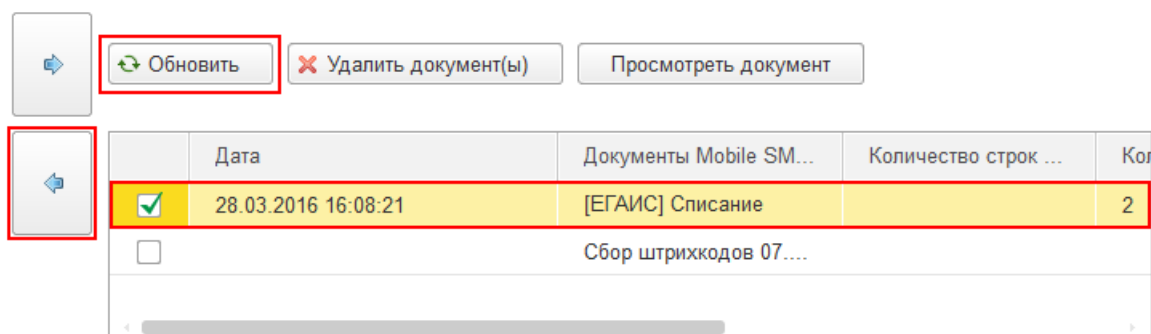 Обновить Удалить документ(ы) Просмотреть документ
Дата Документы Mobile SM... Количество строк ... Кол
28.03.2016 16:08:21 [ЕГАИС] Списание 2
Сбор штрихкодов 07....